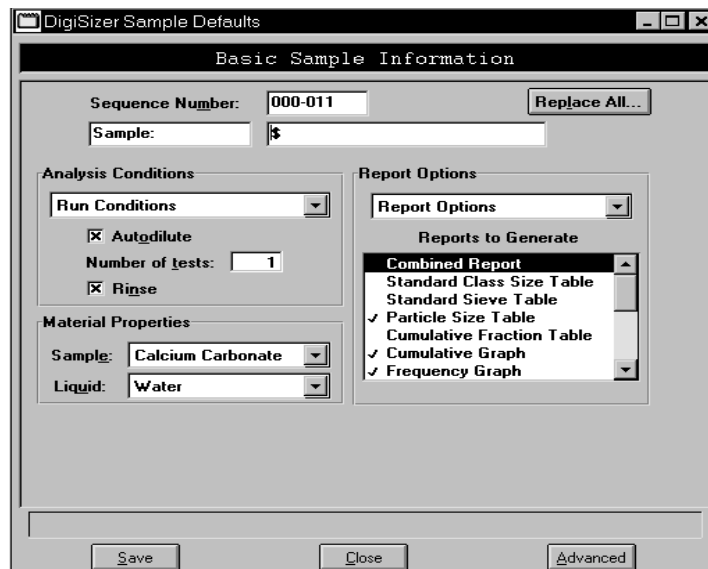 DigiSizer Sample Defaults
Basic Sample Information
Sequence Number: 000-011 Replace All...
Sample: $
Analysis Conditions
Run Conditions
Autodilute
Number of tests: 1
Rinse
Material Properties
Sample: Calcium Carbonate
Liquid: Water
Report Options
Report Options
Reports to Generate
Combined Report
Standard Class Size Table
Standard Sieve Table
✓ Particle Size Table
Cumulative Fraction Table
✓ Cumulative Graph
✓ Frequency Graph
Save Close Advanced